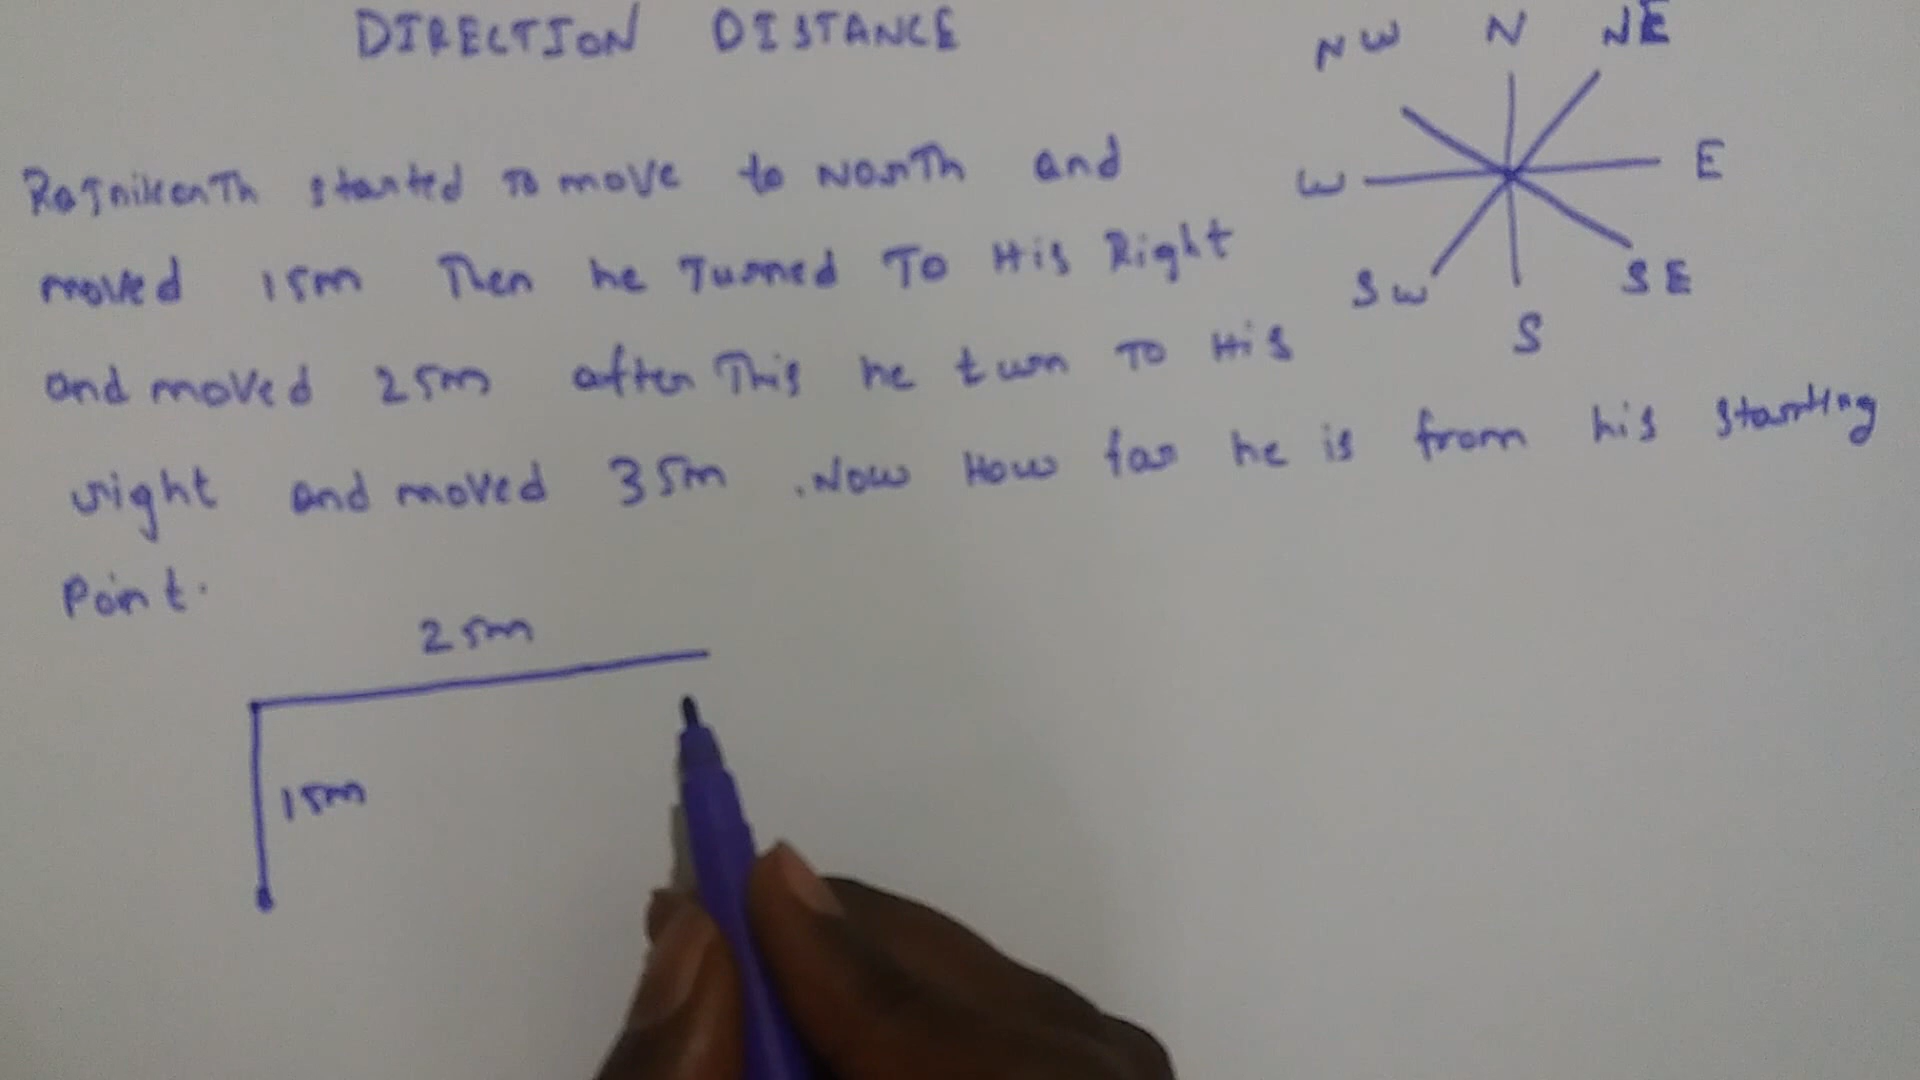 DIRECTION DISTANCE
NW N NE
W E
SW S SE
Rajnikenth started to move to North and
moved 15m Then he Turned To His Right
and moved 25m after This he turn To His
right and moved 35m . Now How far he is from his starting
Point.
25m
15m